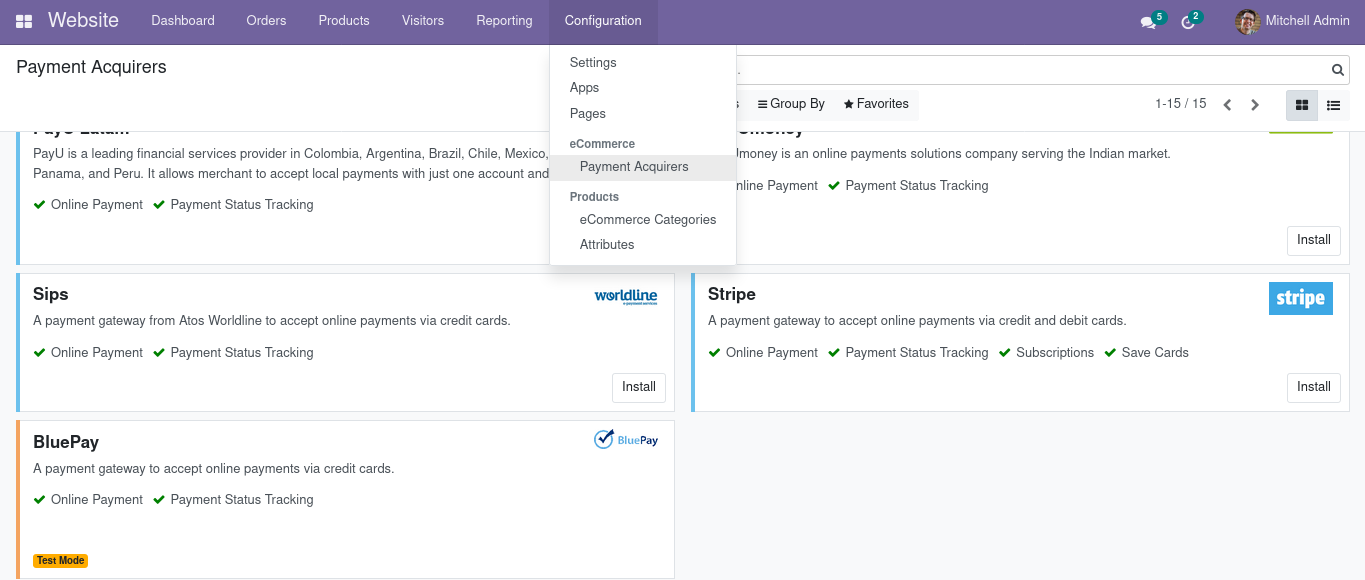 Website Dashboard Orders Products Visitors Reporting Configuration 5 2 Mitchell Admin
Payment Acquirers
Settings
Apps
Pages
eCommerce
Payment Acquirers
Products
eCommerce Categories
Attributes
Group By Favorites 1-15 / 15
PayU is a leading financial services provider in Colombia, Argentina, Brazil, Chile, Mexico,
Panama, and Peru. It allows merchant to accept local payments with just one account and
Online Payment Payment Status Tracking
money is an online payments solutions company serving the Indian market.
nline Payment Payment Status Tracking
Install
Sips
worldline
e-payment services
A payment gateway from Atos Worldline to accept online payments via credit cards.
Online Payment Payment Status Tracking
Install
Stripe
stripe
A payment gateway to accept online payments via credit and debit cards.
Online Payment Payment Status Tracking Subscriptions Save Cards
Install
BluePay
BluePay
A payment gateway to accept online payments via credit cards.
Online Payment Payment Status Tracking
Test Mode